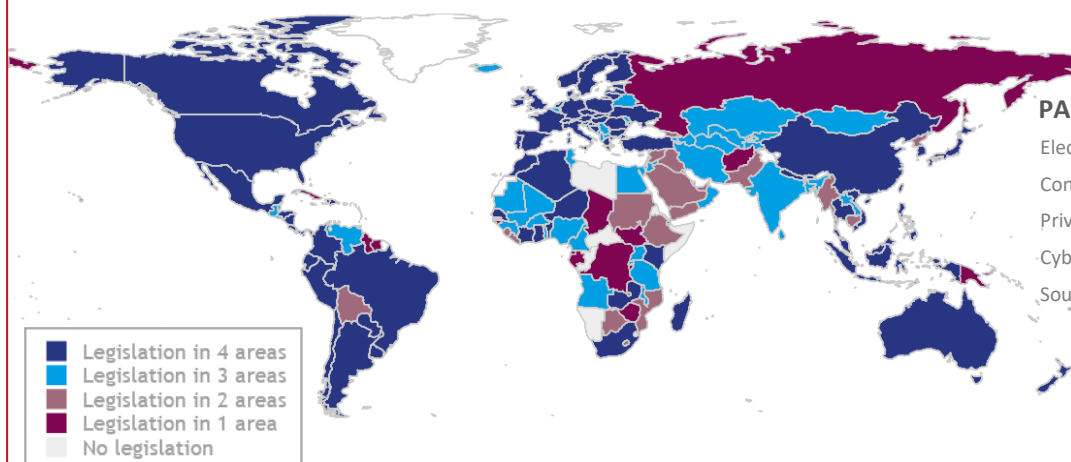 PA
Elec
Con
Priv
Cyb
Sou
Legislation in 4 areas
Legislation in 3 areas
Legislation in 2 areas
Legislation in 1 area
No legislation